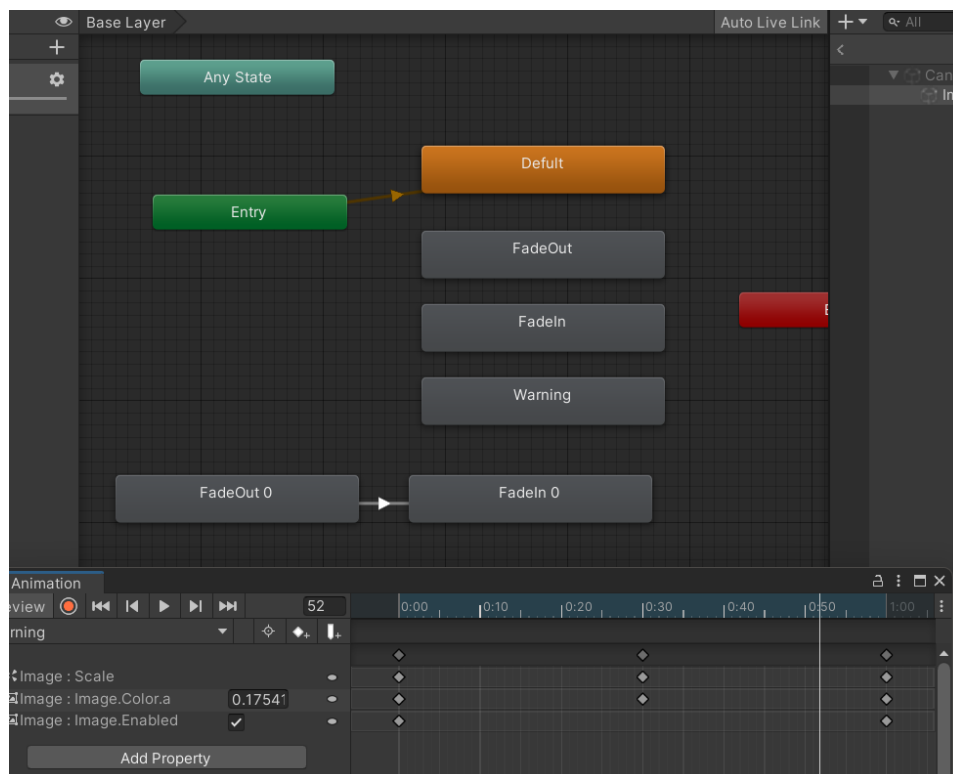 Base Layer
Auto Live Link
All
Any State
Can
In
Defult
Entry
FadeOut
E
FadeIn
Warning
FadeOut 0
FadeIn 0
Animation
eview
52
0:00
0:10
0:20
0:30
0:40
0:50
1:00
rning
Image : Scale
Image : Image.Color.a
0.17541
Image : Image.Enabled
Add Property